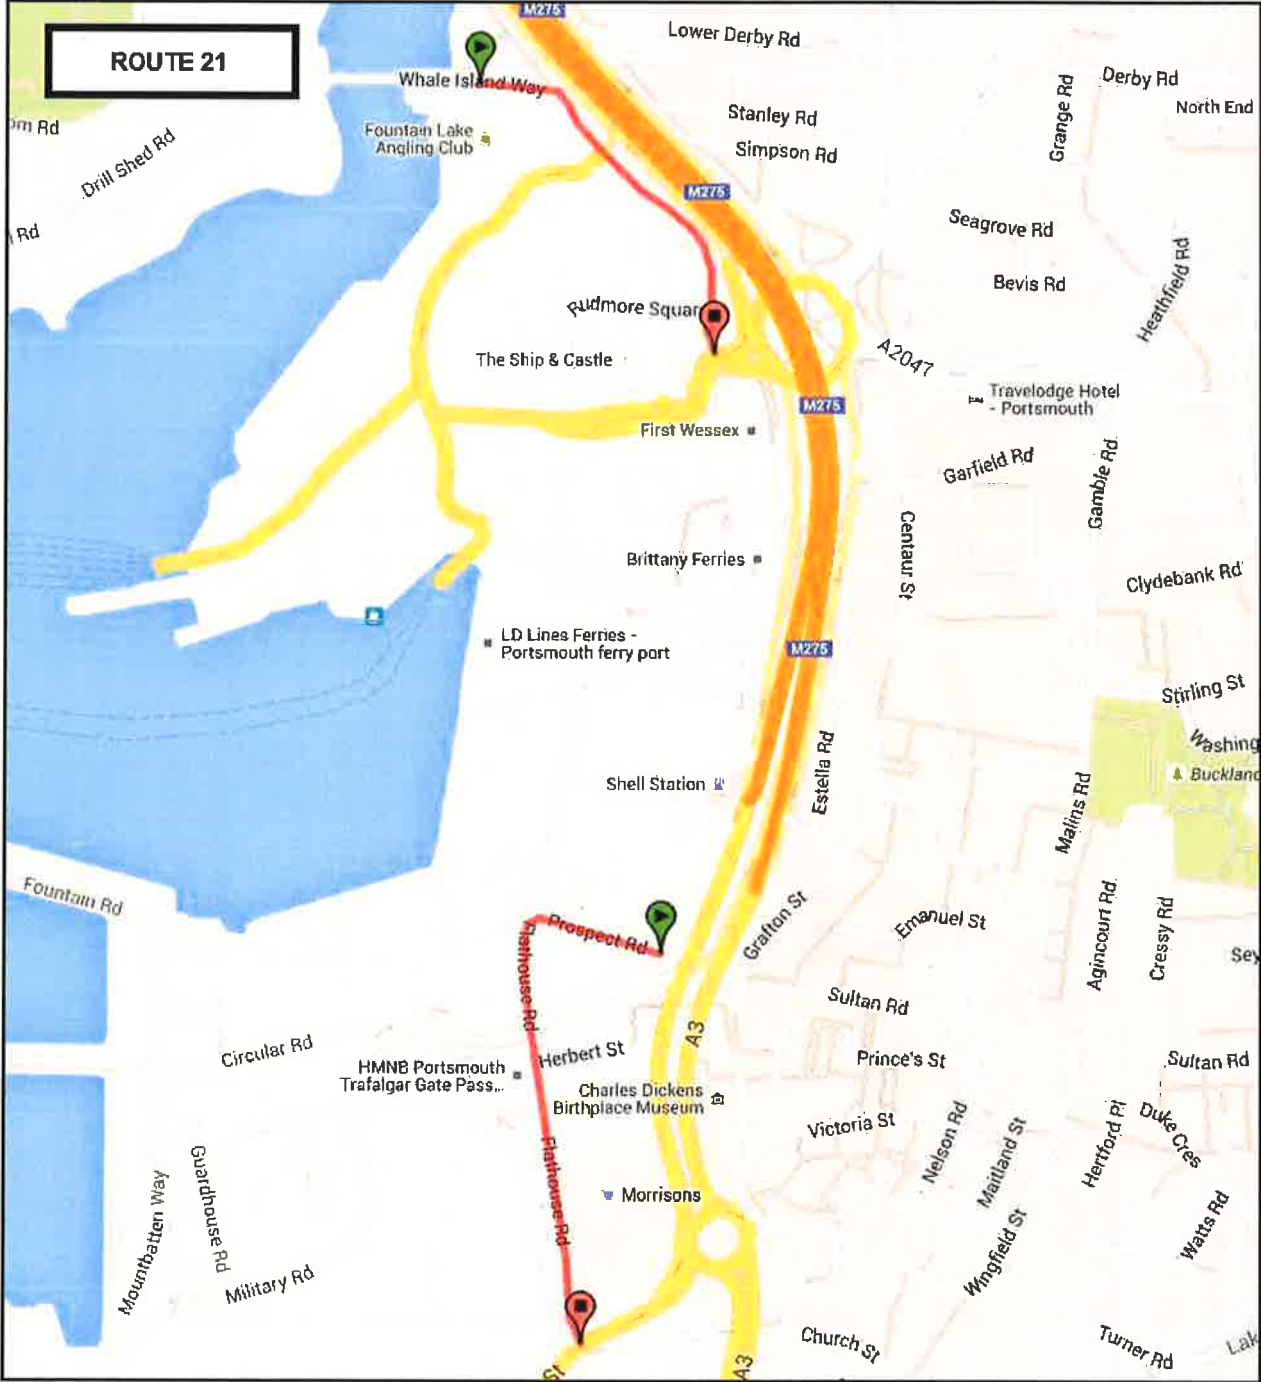 M275
ROUTE 21
Lower Derby Rd
Whale Island Way
Derby Rd
Grange Rd
North End
Stanley Rd
Fountain Lake
Angling Club
Drill Shed Rd
Simpson Rd
M275
Seagrove Rd
Rd
Bevis Rd
Heathfield Rd
Rudmore Squar
The Ship & Castle
A2047
Travelodge Hotel
- Portsmouth
M275
First Wessex
Garfield Rd
Gamble Rd
Centaur St
Brittany Ferries
Clydebank Rd
LD Lines Ferries -
Portsmouth ferry port
M275
Stirling St
Washing
Buckland
Estella Rd
Shell Station
Malins Rd
Fountain Rd
Prospect Rd
Flathouse Rd
Grafton St
Emanuel St
Agincourt Rd
Cressy Rd
Sey
Sultan Rd
A3
Circular Rd
Herbert St
HMNB Portsmouth
Trafalgar Gate Pass...
Prince's St
Sultan Rd
Charles Dickens
Birthplace Museum
Victoria St
Nelson Rd
Maitland St
Hertford Pl
Duke Cres
Flathouse Rd
Morrisons
Guardhouse Rd
Mountbatten Way
Military Rd
Wingfield St
Watts Rd
Church St
Turner Rd
Lak
St
A3